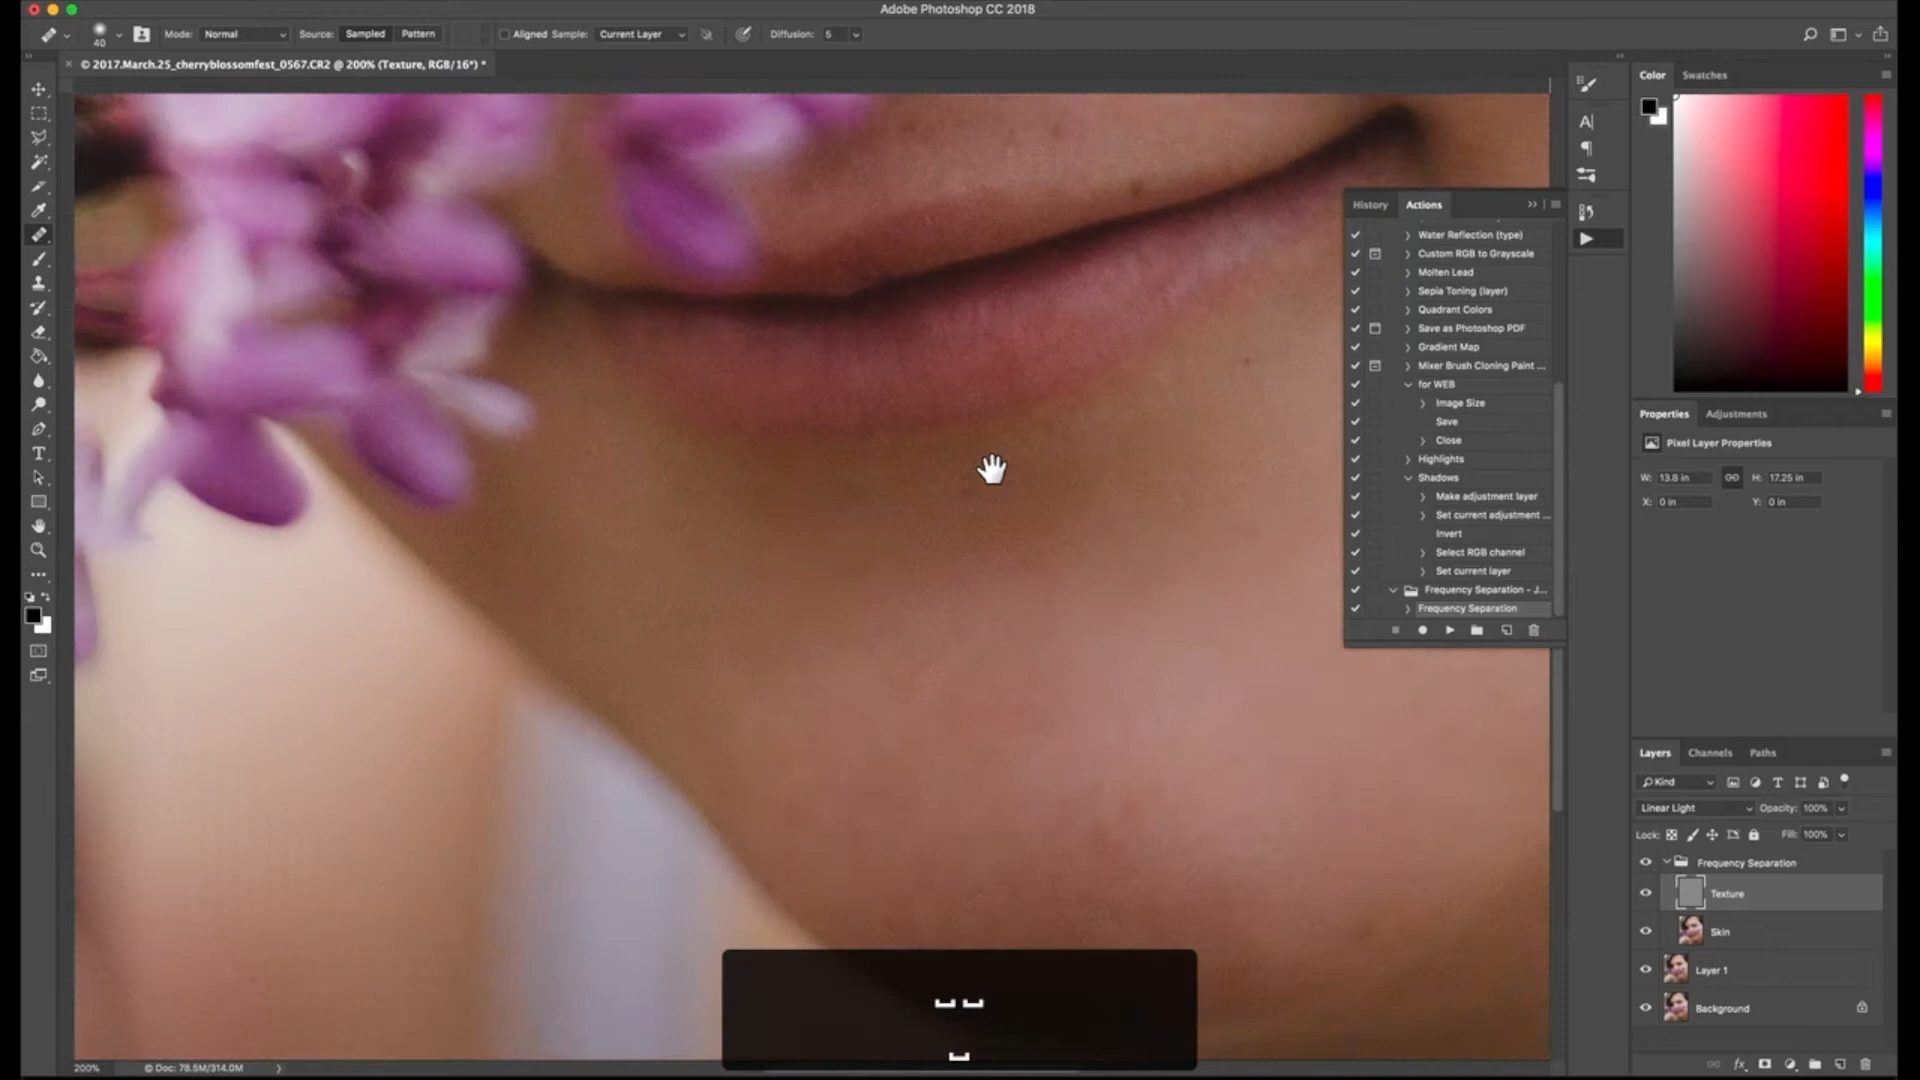 Adobe Photoshop CC 2018
40
Mode: Normal
Source: Sampled Pattern
Aligned Sample: Current Layer
Diffusion: 5
© 2017.March.25_cherryblossomfest_0567.CR2 @ 200% (Texture, RGB/16*) *
History Actions
Water Reflection (type)
Custom RGB to Grayscale
Molten Lead
Sepia Toning (layer)
Quadrant Colors
Save as Photoshop PDF
Gradient Map
Mixer Brush Cloning Paint ...
for WEB
Image Size
Save
Close
Highlights
Shadows
Make adjustment layer
Set current adjustment ...
Invert
Select RGB channel
Set current layer
Frequency Separation - J...
Frequency Separation
Color Swatches
Properties Adjustments
Pixel Layer Properties
W: 13.8 in H: 17.25 in
X: 0 in Y: 0 in
Layers Channels Paths
Kind
Linear Light Opacity: 100%
Lock: Fill: 100%
Frequency Separation
Texture
Skin
Layer 1
Background
200% © Doc: 78.5M/314.0M